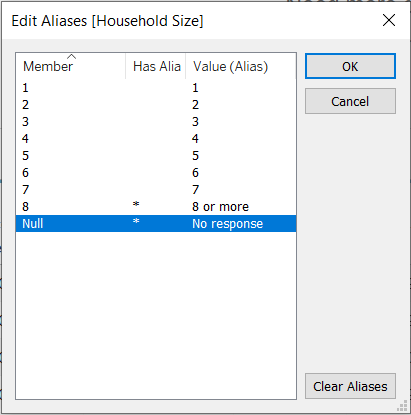 Edit Aliases [Household Size]
Member Has Alia Value (Alias)
1 1
2 2
3 3
4 4
5 5
6 6
7 7
8 * 8 or more
Null * No response
OK
Cancel
Clear Aliases